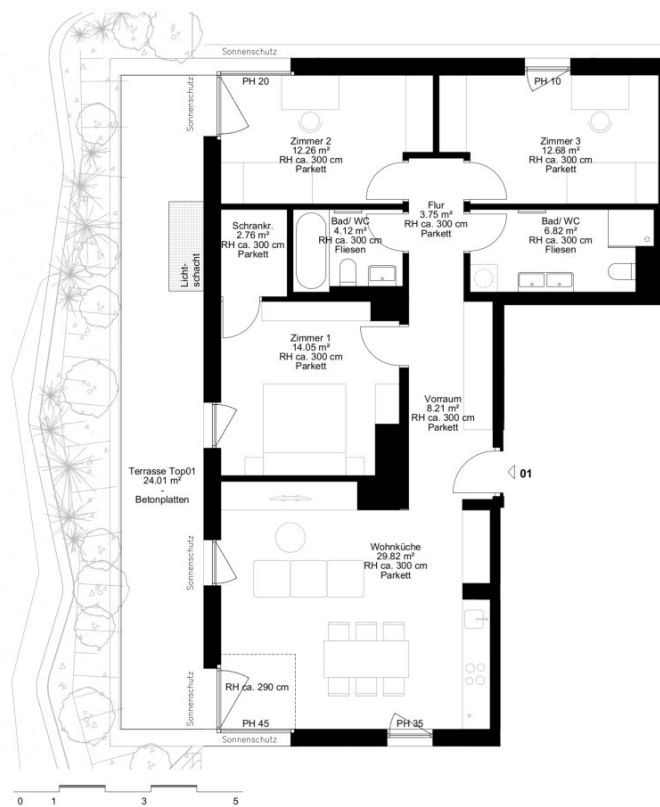 Sonnenschutz
Sonnenschutz
PH 20
PH 10
Zimmer 2
12.26 m²
RH ca. 300 cm
Parkett
Zimmer 3
12.68 m²
RH ca. 300 cm
Parkett
Flur
3.75 m²
RH ca. 300 cm
Parkett
Schrankr.
2.76 m²
RH ca. 300 cm
Parkett
Bad/ WC
4.12 m²
RH ca. 300 cm
Fliesen
Bad/ WC
6.82 m²
RH ca. 300 cm
Fliesen
Licht-
schacht
Zimmer 1
14.05 m²
RH ca. 300 cm
Parkett
Vorraum
8.21 m²
RH ca. 300 cm
Parkett
01
Terrasse Top01
24.01 m²
-
Betonplatten
Sonnenschutz
Wohnküche
29.82 m²
RH ca. 300 cm
Parkett
Sonnenschutz
RH ca. 290 cm
PH 45
PH 35
Sonnenschutz
0 1 3 5